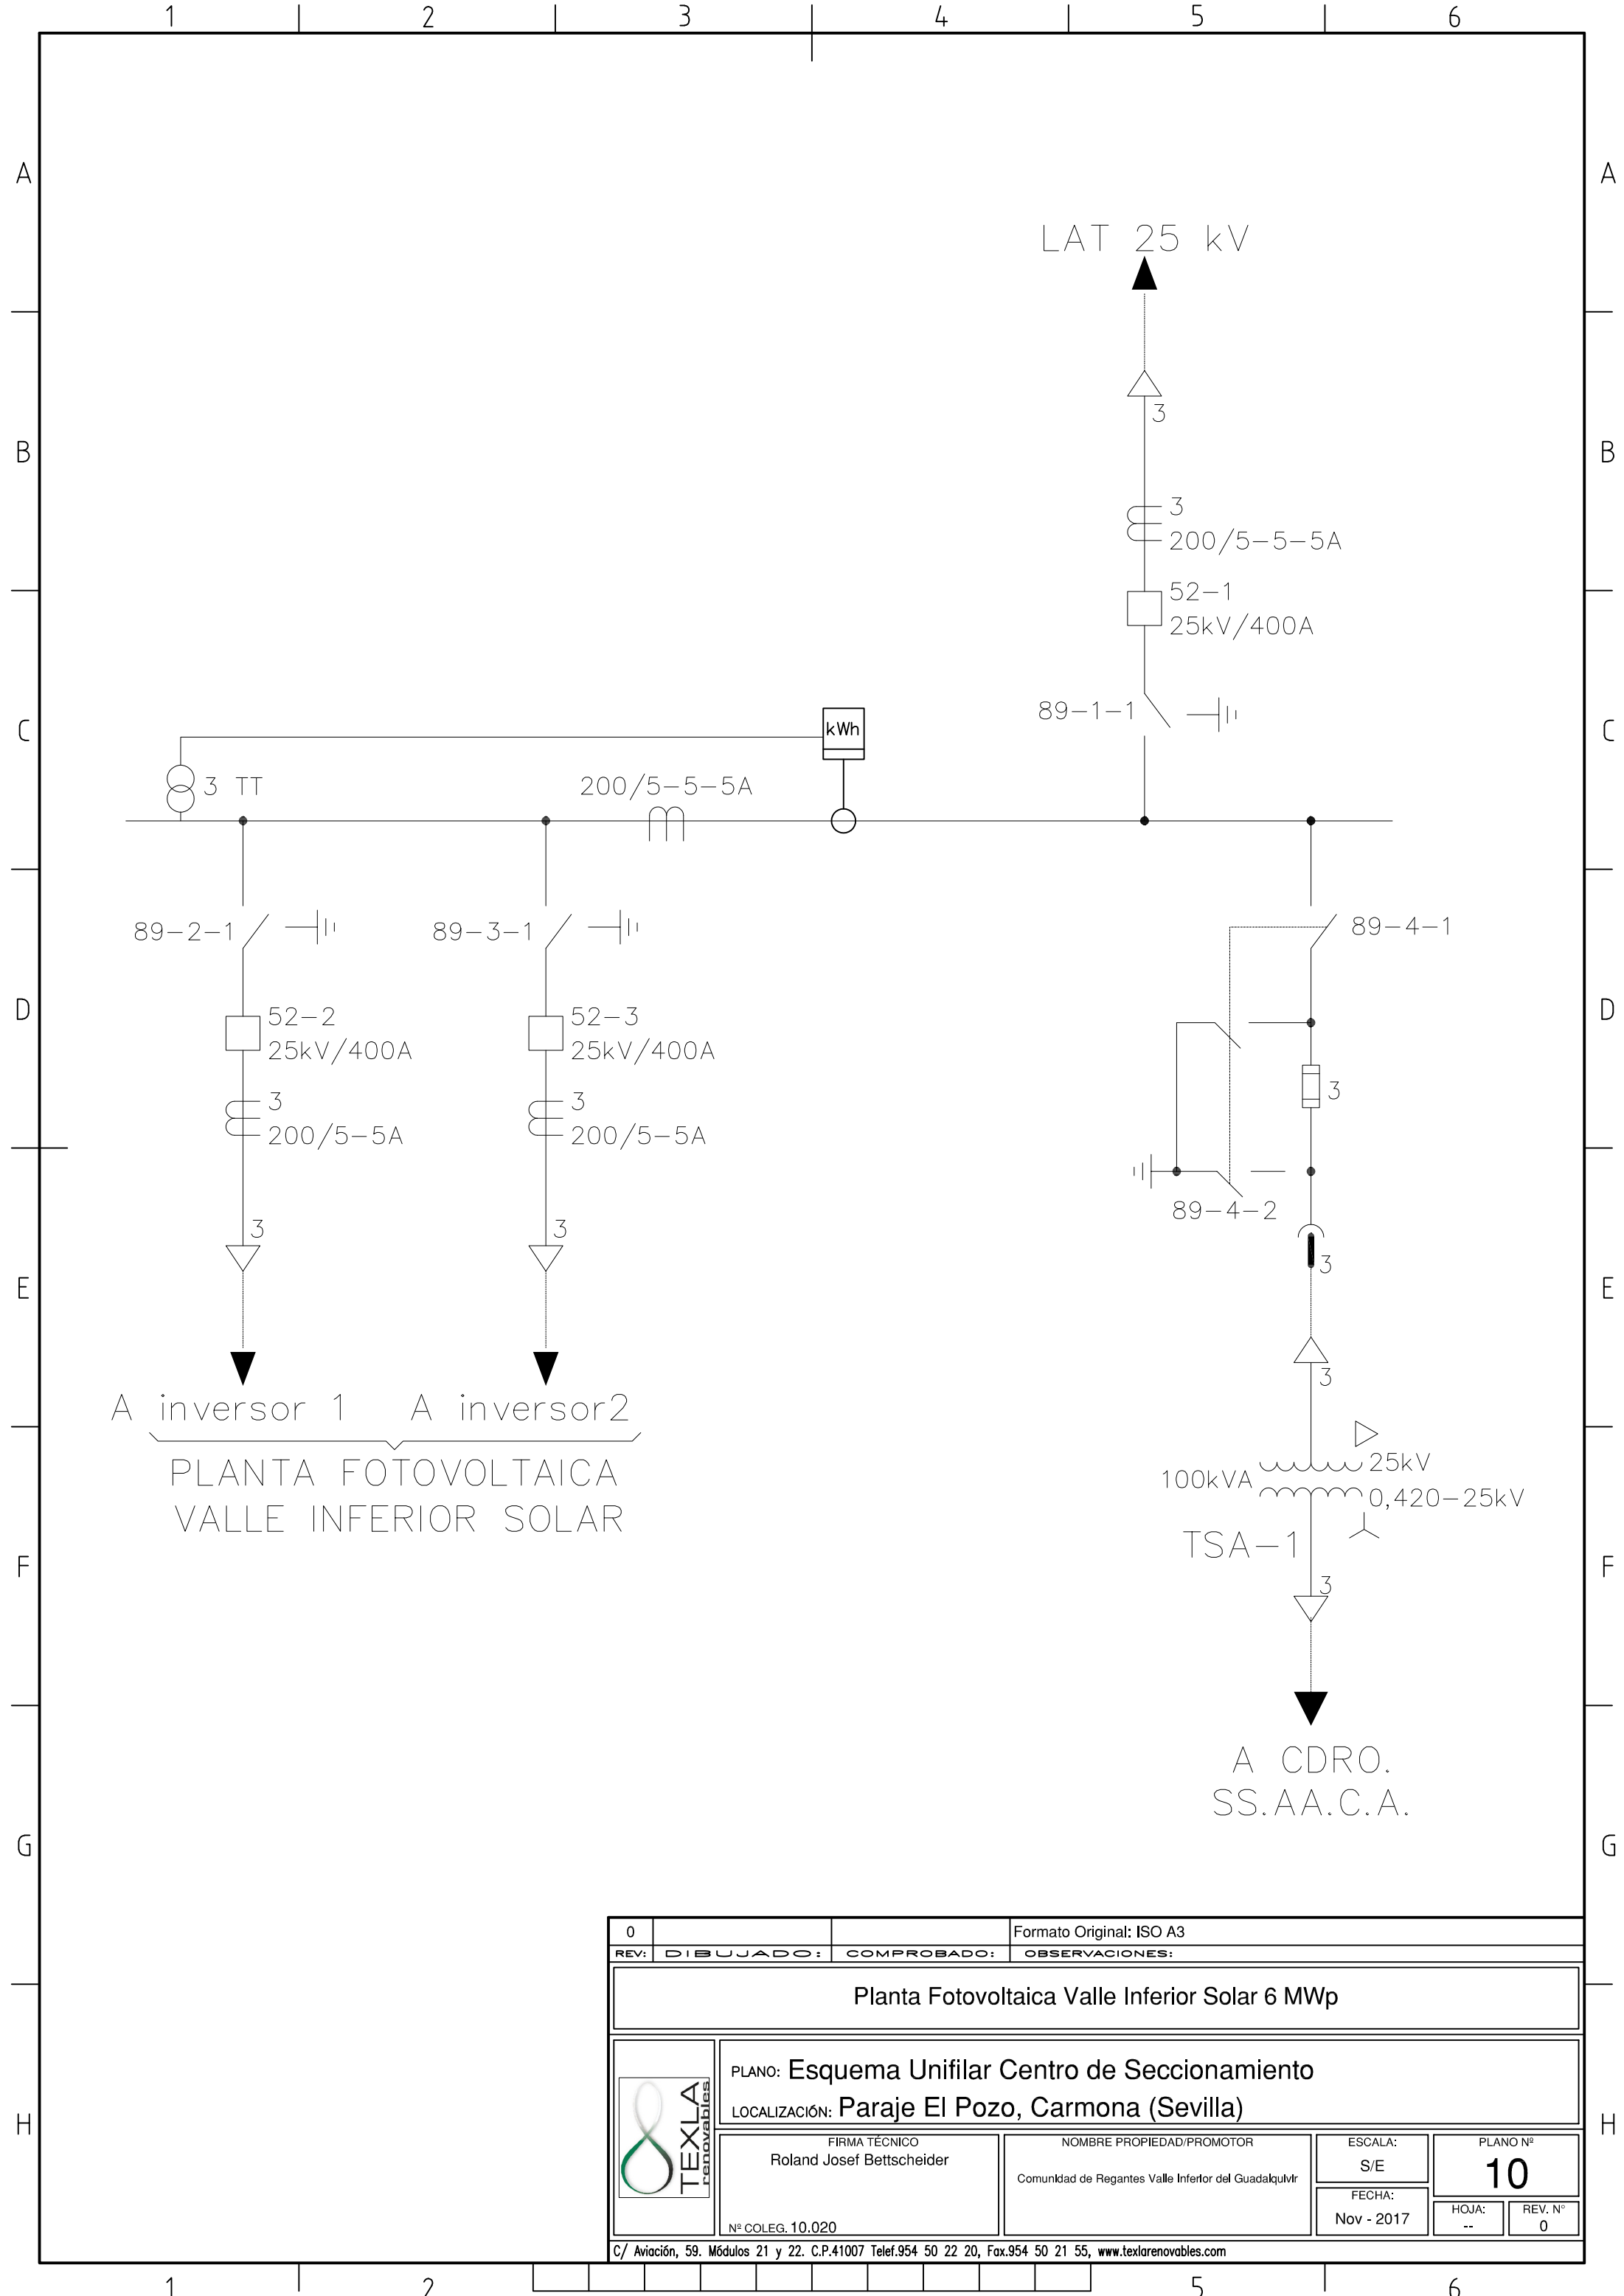 1 2 3 4 5 6
A A
LAT 25 kV
3
B B
3
200/5-5-5A
52-1
25kV/400A
89-1-1
C C
kWh
3 TT
200/5-5-5A
89-2-1
89-3-1
89-4-1
D D
52-2
25kV/400A
52-3
25kV/400A
3
3
200/5-5A
3
200/5-5A
89-4-2
3
3
3
E E
3
A inversor 1
A inversor2
PLANTA FOTOVOLTAICA
VALLE INFERIOR SOLAR
25kV
100kVA
0,420-25kV
TSA-1
F F
3
A CDRO.
SS.AA.C.A.
G G
0
Formato Original: ISO A3
REV: DIBUJADO: COMPROBADO: OBSERVACIONES:
Planta Fotovoltaica Valle Inferior Solar 6 MWp
TEXLA
renovables
PLANO: Esquema Unifilar Centro de Seccionamiento
LOCALIZACIÓN: Paraje El Pozo, Carmona (Sevilla)
H H
FIRMA TÉCNICO
Roland Josef Bettscheider
Nº COLEG. 10.020
NOMBRE PROPIEDAD/PROMOTOR
Comunidad de Regantes Valle Inferior del Guadalquivir
ESCALA:
S/E
FECHA:
Nov - 2017
PLANO Nº
10
HOJA:
--
REV. N°
0
C/ Aviación, 59. Módulos 21 y 22. C.P.41007 Telef.954 50 22 20, Fax.954 50 21 55, www.texlarenovables.com
1 2 5 6